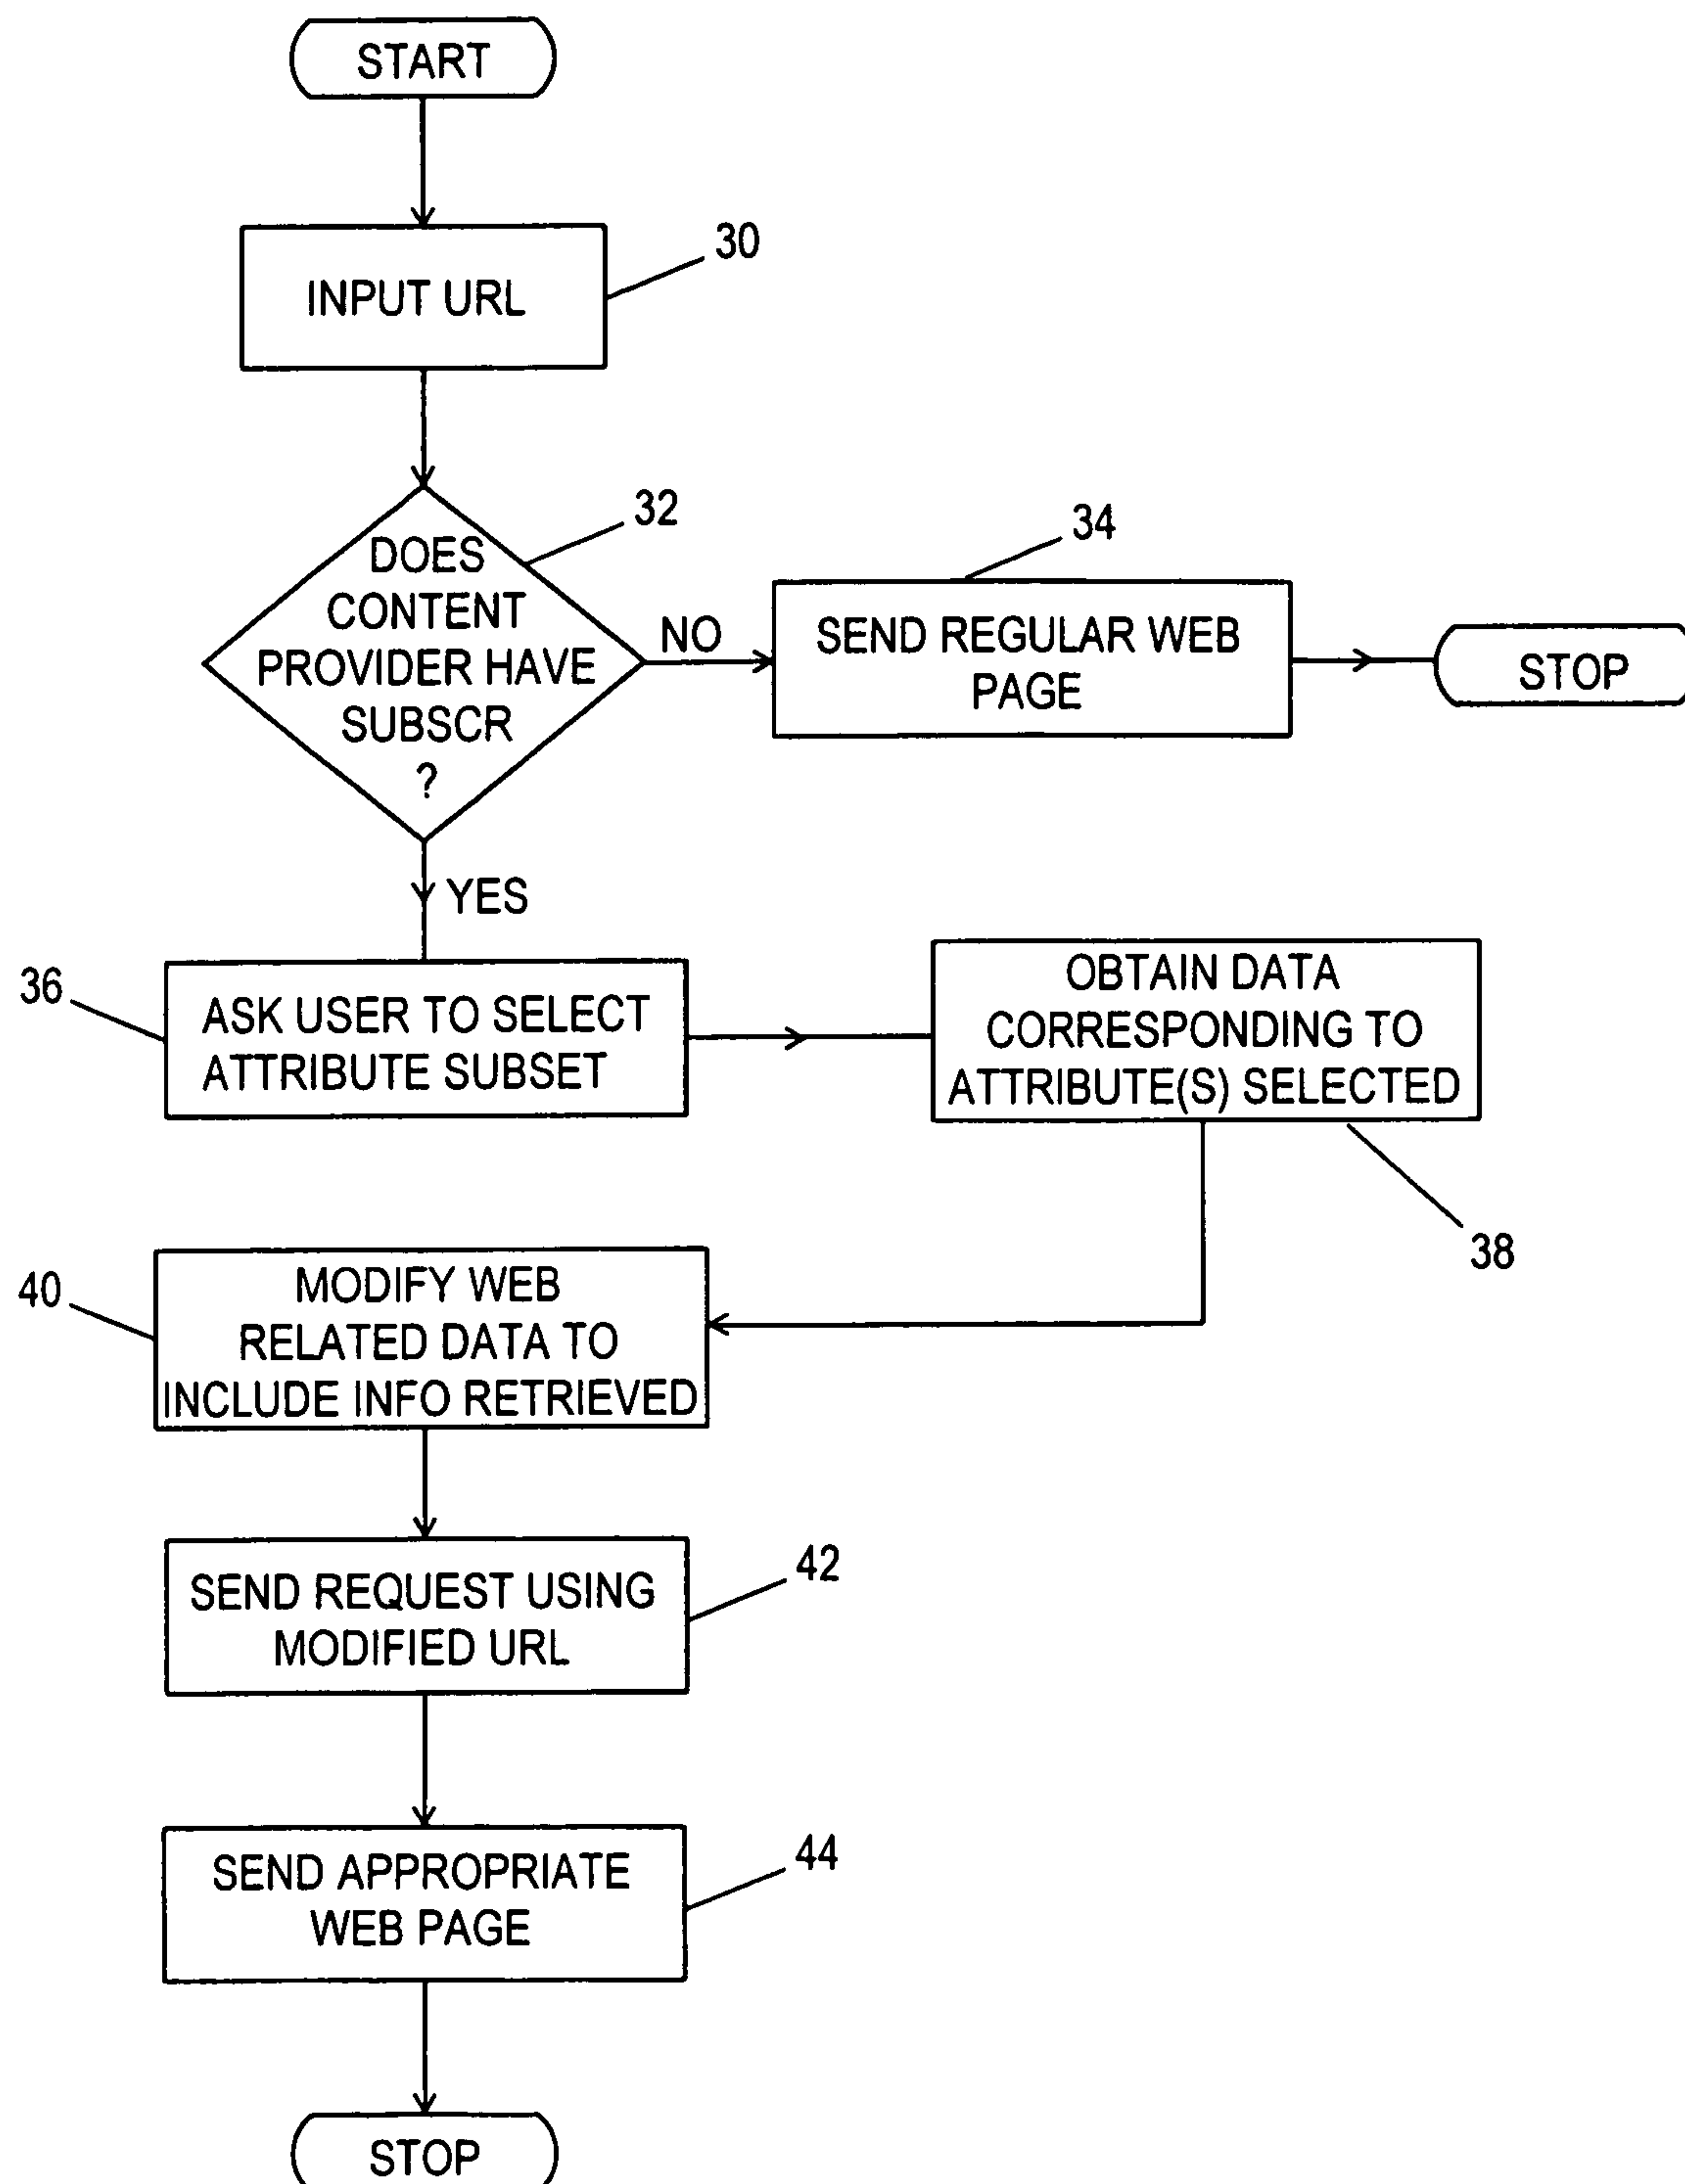 START
INPUT URL
30
DOES
CONTENT
PROVIDER HAVE
SUBSCR
?
32
NO
34
SEND REGULAR WEB
PAGE
STOP
YES
36
ASK USER TO SELECT
ATTRIBUTE SUBSET
OBTAIN DATA
CORRESPONDING TO
ATTRIBUTE(S) SELECTED
38
40
MODIFY WEB
RELATED DATA TO
INCLUDE INFO RETRIEVED
SEND REQUEST USING
MODIFIED URL
42
SEND APPROPRIATE
WEB PAGE
44
STOP